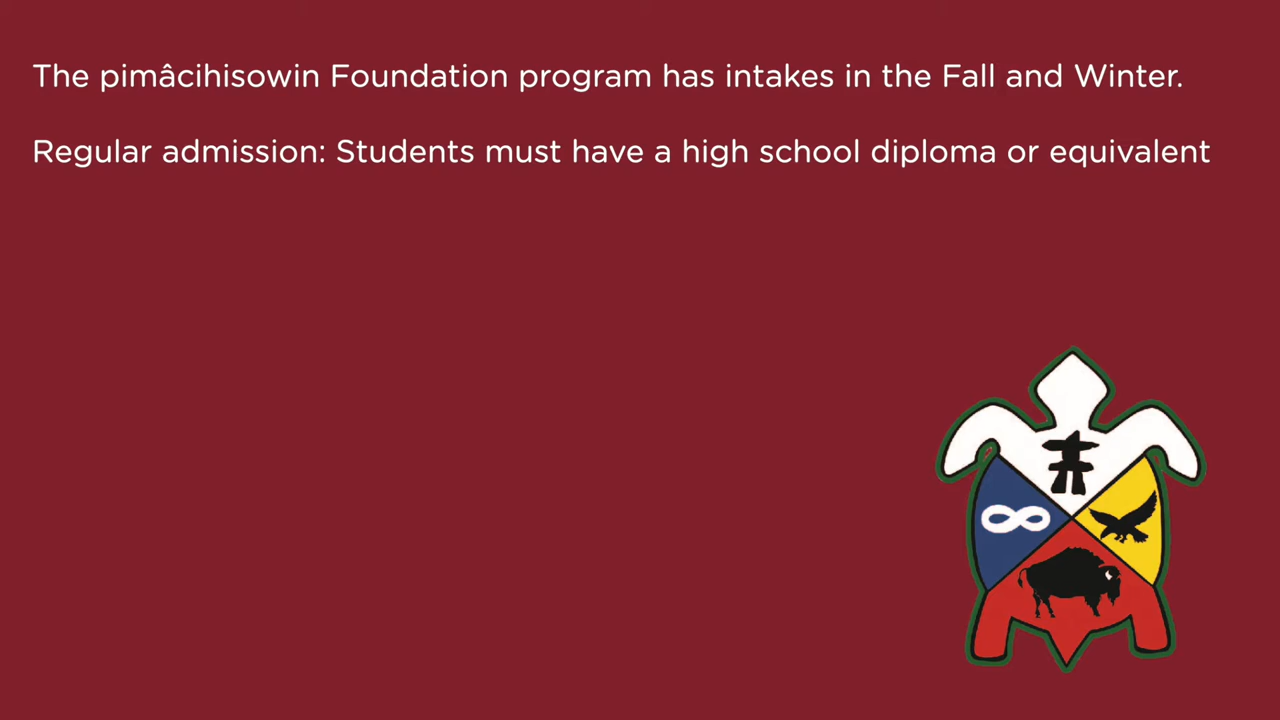 The pimâcihisowin Foundation program has intakes in the Fall and Winter.
Regular admission: Students must have a high school diploma or equivalent